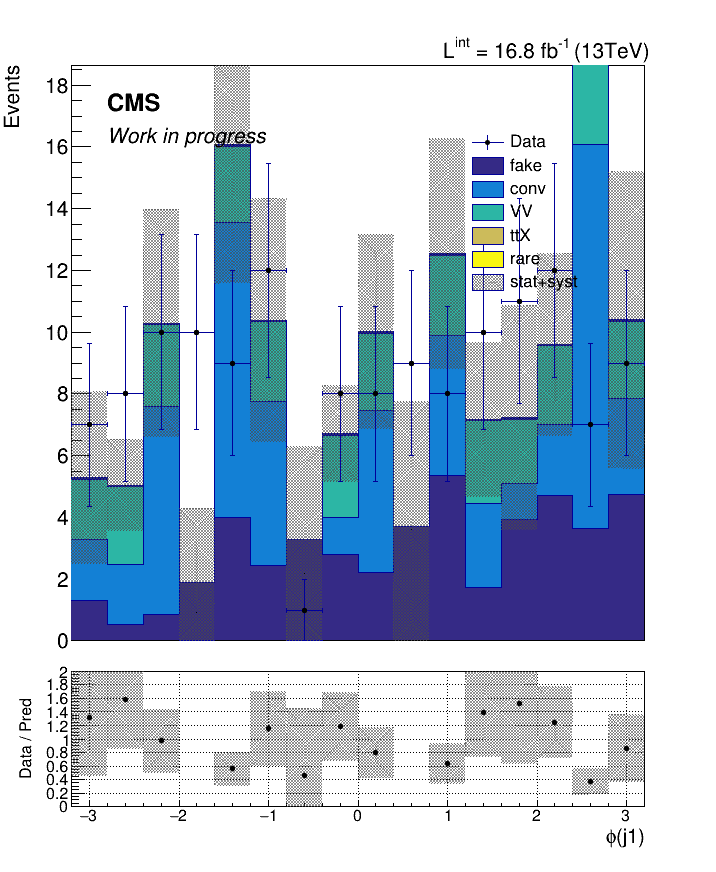 L^int = 16.8 fb^-1 (13TeV)
Events
CMS
Work in progress
Data
fake
conv
VV
ttX
rare
stat+syst
18
16
14
12
10
8
6
4
2
0
Data / Pred
2
1.8
1.6
1.4
1.2
1
0.8
0.6
0.4
0.2
0
−3 −2 −1 0 1 2 3
ϕ(j1)